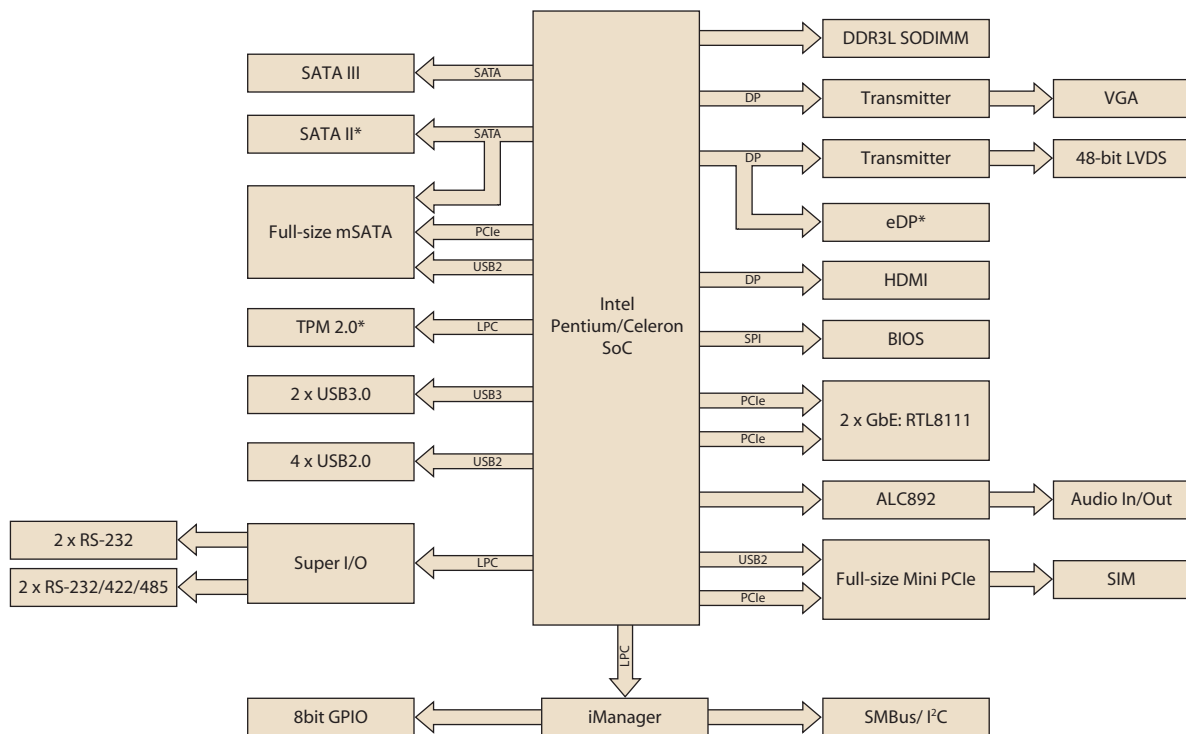 SATA III
SATA
SATA II*
SATA
Full-size mSATA
PCIe
USB2
TPM 2.0*
LPC
2 x USB3.0
USB3
4 x USB2.0
USB2
2 x RS-232
2 x RS-232/422/485
Super I/O
LPC
Intel
Pentium/Celeron
SoC
DDR3L SODIMM
DP
Transmitter
VGA
DP
Transmitter
48-bit LVDS
eDP*
DP
HDMI
SPI
BIOS
PCIe
PCIe
2 x GbE: RTL8111
ALC892
Audio In/Out
USB2
PCIe
Full-size Mini PCIe
SIM
LPC
8bit GPIO
iManager
SMBus/ I²C